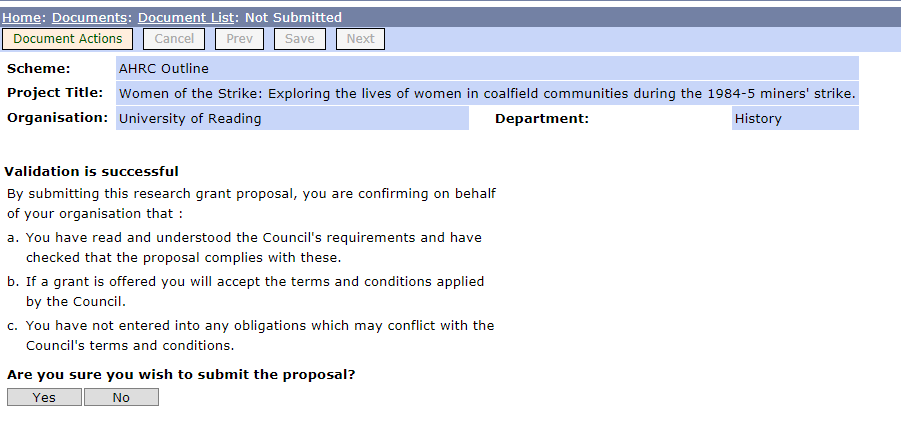 Home: Documents: Document List: Not Submitted
Document Actions Cancel Prev Save Next
Scheme: AHRC Outline
Project Title: Women of the Strike: Exploring the lives of women in coalfield communities during the 1984-5 miners' strike.
Organisation: University of Reading Department: History
Validation is successful
By submitting this research grant proposal, you are confirming on behalf
of your organisation that :
a. You have read and understood the Council's requirements and have
checked that the proposal complies with these.
b. If a grant is offered you will accept the terms and conditions applied
by the Council.
c. You have not entered into any obligations which may conflict with the
Council's terms and conditions.
Are you sure you wish to submit the proposal?
Yes No